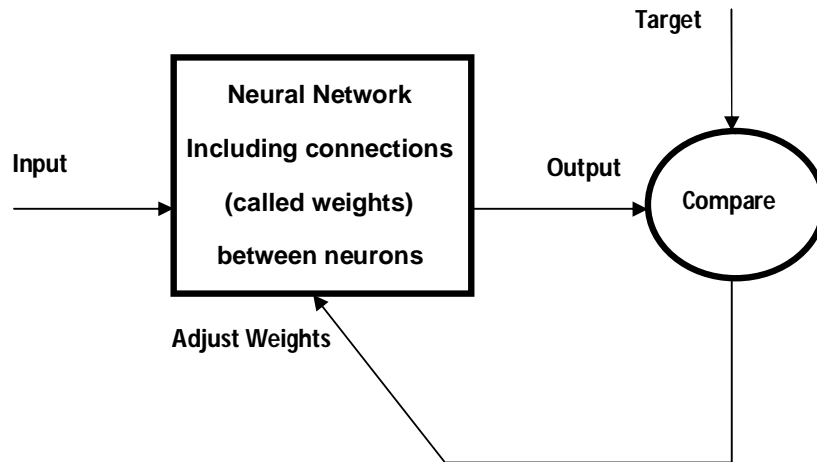 Target
Neural Network
Including connections
(called weights)
between neurons
Input
Output
Compare
Adjust Weights